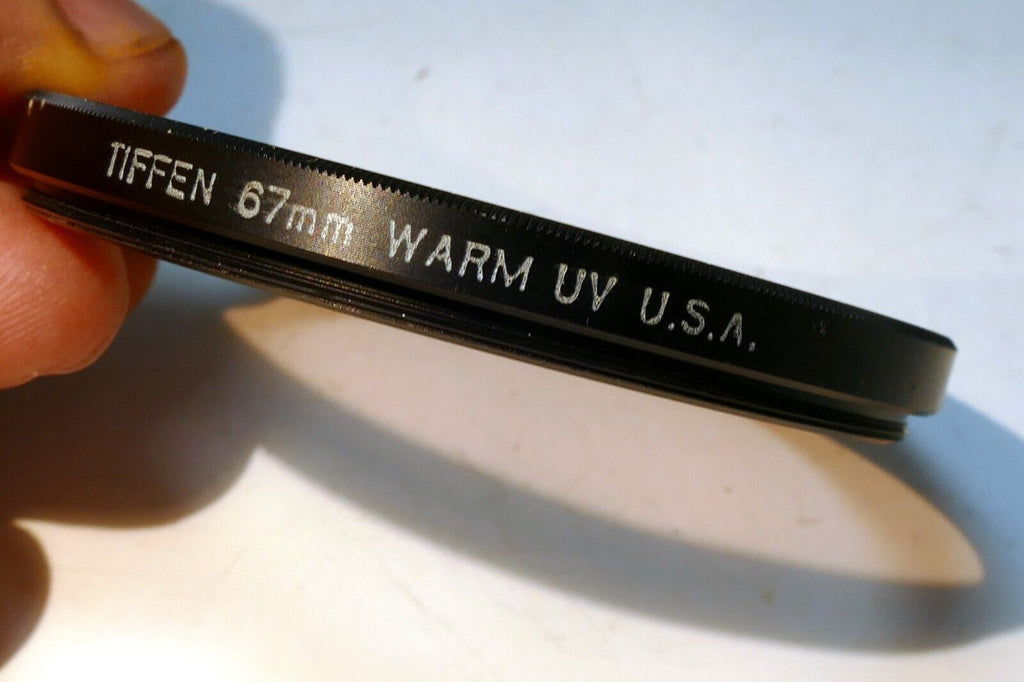 TIFFEN 67mm WARM UV U.S.A.